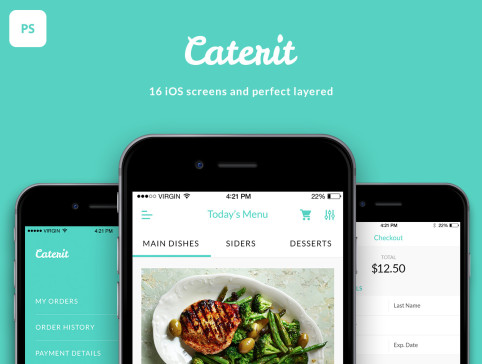 PS
Caterit
16 iOS screens and perfect layered
VIRGIN 4:21 PM 22%
Today's Menu
MAIN DISHES SIDERS DESSERTS
VIRGIN 4:21 PM
Caterit
MY ORDERS
ORDER HISTORY
PAYMENT DETAILS
4:21 PM 22%
Checkout
TOTAL
$12.50
Last Name
Exp. Date